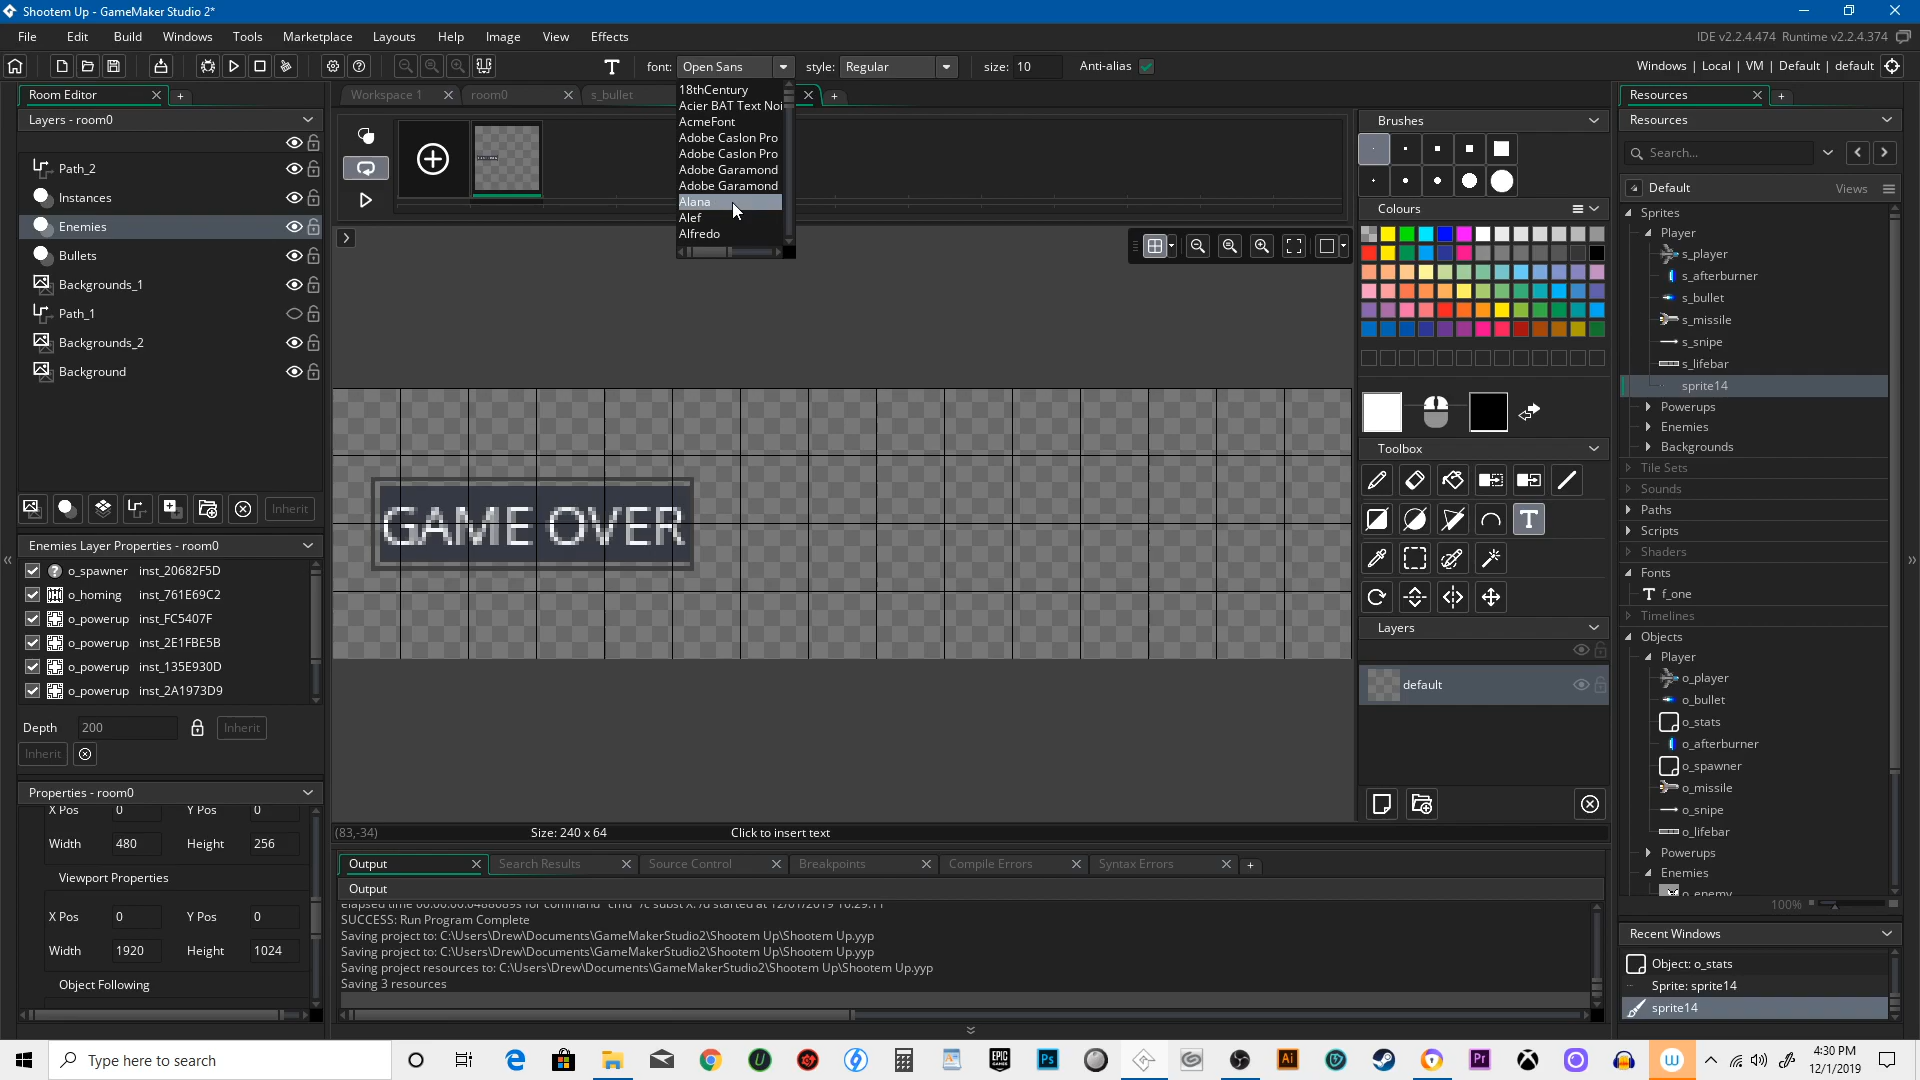 Shootem Up - GameMaker Studio 2*
File Edit Build Windows Tools Marketplace Layouts Help Image View Effects
IDE v2.2.4.474 Runtime v2.2.4.374
font: Open Sans style: Regular size: 10 Anti-alias
Windows | Local | VM | Default | default
Room Editor
Layers - room0
Path_2
Instances
Enemies
Bullets
Backgrounds_1
Path_1
Backgrounds_2
Background
Inherit
Enemies Layer Properties - room0
o_spawner inst_20682F5D
o_homing inst_761E69C2
o_powerup inst_FC5407F
o_powerup inst_2E1FBE5B
o_powerup inst_135E930D
o_powerup inst_2A1973D9
Depth 200 Inherit
Inherit
Properties - room0
X Pos 0 Y Pos 0
Width 480 Height 256
Viewport Properties
X Pos 0 Y Pos 0
Width 1920 Height 1024
Object Following
Workspace 1 room0 s_bullet
18thCentury
Acier BAT Text Noi
AcmeFont
Adobe Caslon Pro
Adobe Caslon Pro
Adobe Garamond
Adobe Garamond
Alana
Alef
Alfredo
GAME OVER
(83,-34) Size: 240 x 64 Click to insert text
Output Search Results Source Control Breakpoints Compile Errors Syntax Errors
Output
SUCCESS: Run Program Complete
Saving project to: C:\Users\Drew\Documents\GameMakerStudio2\Shootem Up\Shootem Up.yyp
Saving project to: C:\Users\Drew\Documents\GameMakerStudio2\Shootem Up\Shootem Up.yyp
Saving project resources to: C:\Users\Drew\Documents\GameMakerStudio2\Shootem Up\Shootem Up.yyp
Saving 3 resources
Brushes
Colours
Toolbox
Layers
default
Resources
Resources
Search...
Default Views
Sprites
Player
s_player
s_afterburner
s_bullet
s_missile
s_snipe
s_lifebar
sprite14
Powerups
Enemies
Backgrounds
Tile Sets
Sounds
Paths
Scripts
Shaders
Fonts
f_one
Timelines
Objects
Player
o_player
o_bullet
o_stats
o_afterburner
o_spawner
o_missile
o_snipe
o_lifebar
Powerups
Enemies
o_enemy
100%
Recent Windows
Object: o_stats
Sprite: sprite14
sprite14
Type here to search
4:30 PM
12/1/2019